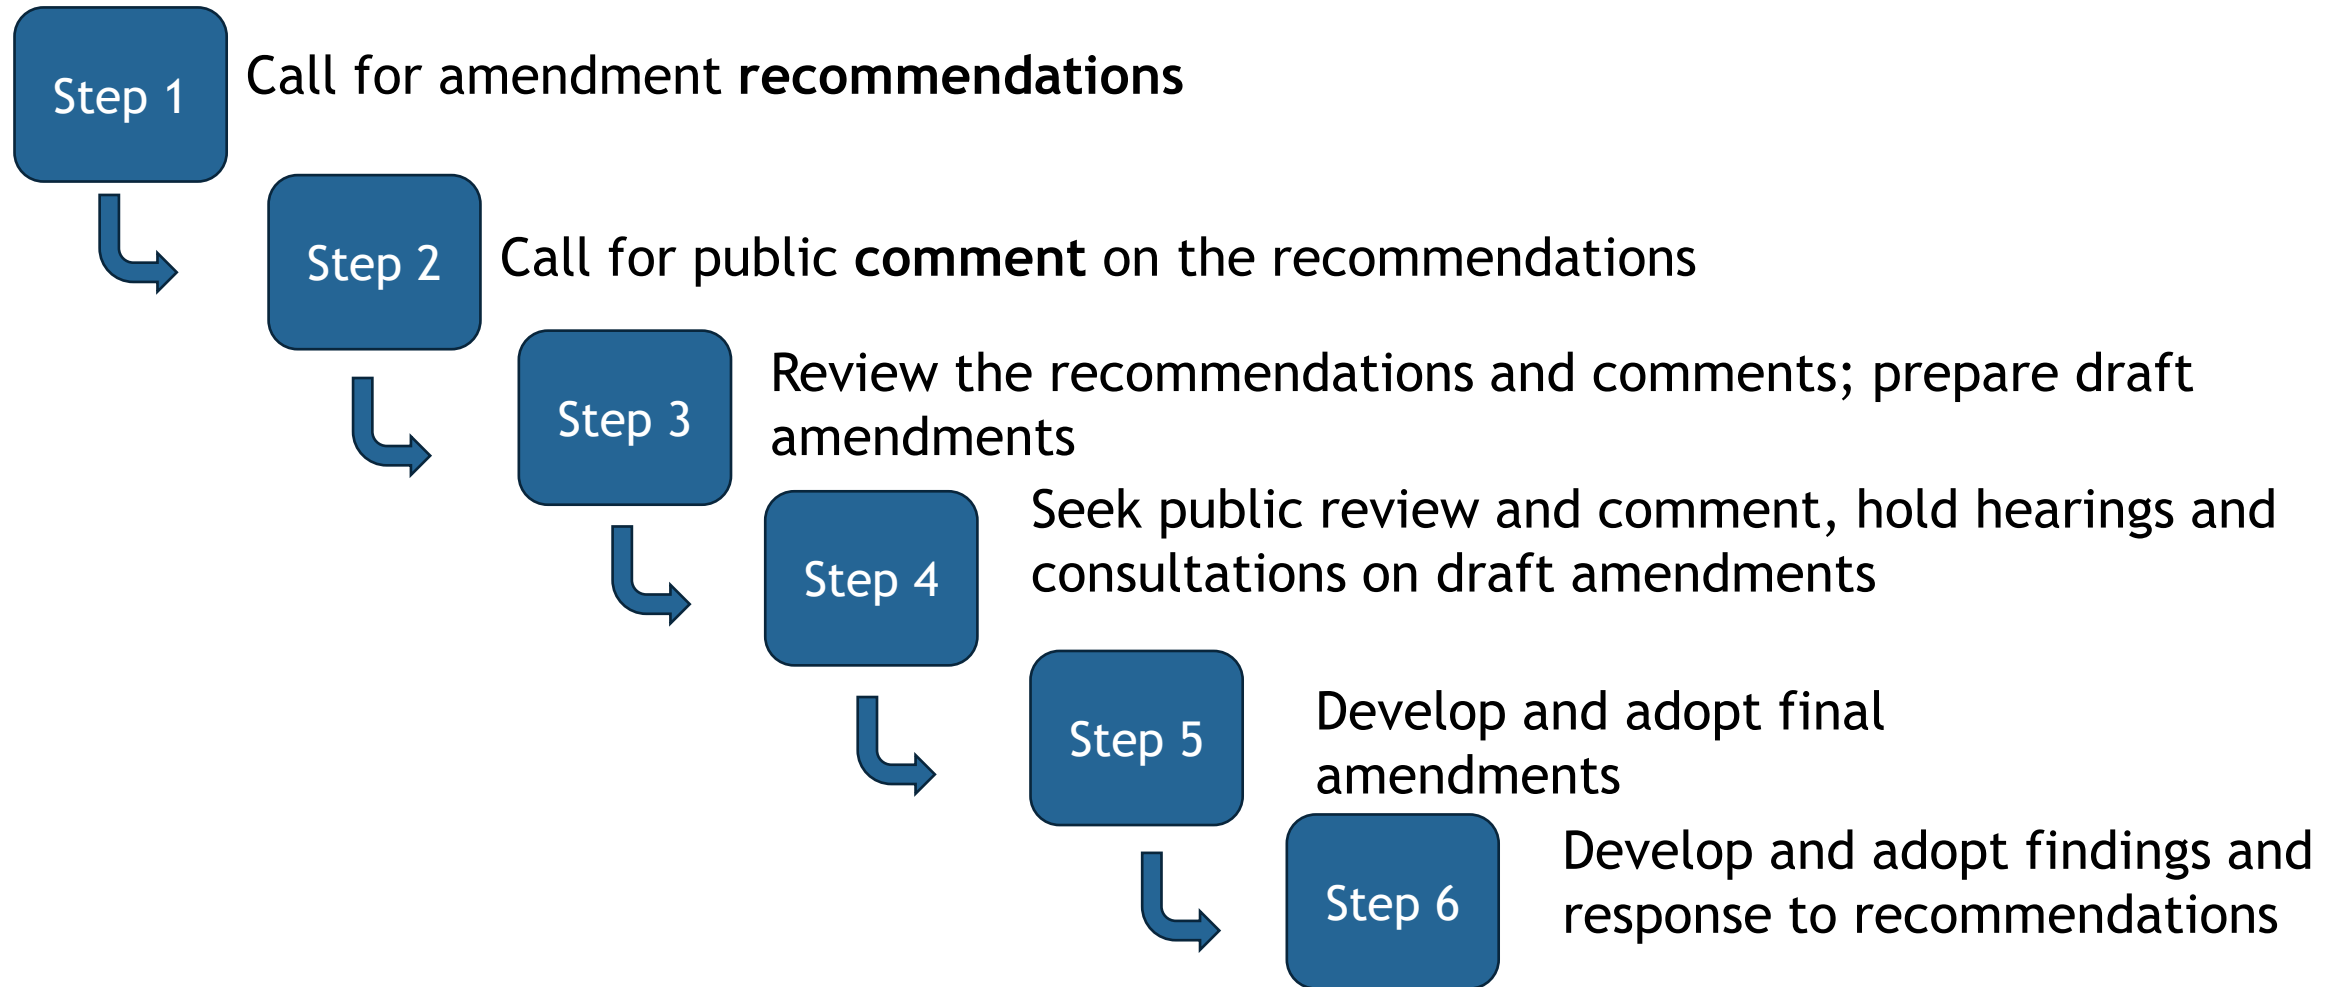 Step 1
Call for amendment recommendations
Step 2
Call for public comment on the recommendations
Step 3
Review the recommendations and comments; prepare draft
amendments
Step 4
Seek public review and comment, hold hearings and
consultations on draft amendments
Step 5
Develop and adopt final
amendments
Step 6
Develop and adopt findings and
response to recommendations